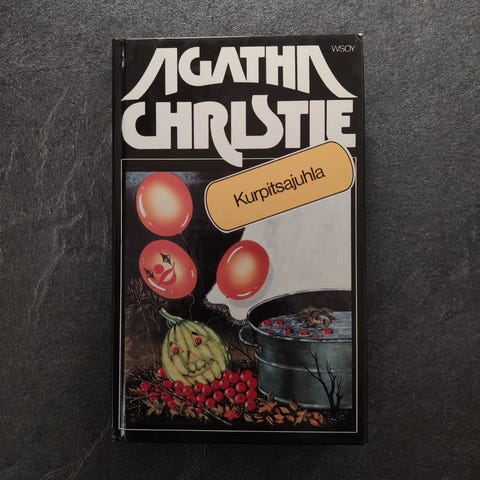 WSOY
AGATHA
CHRISTIE
Kurpitsajuhla